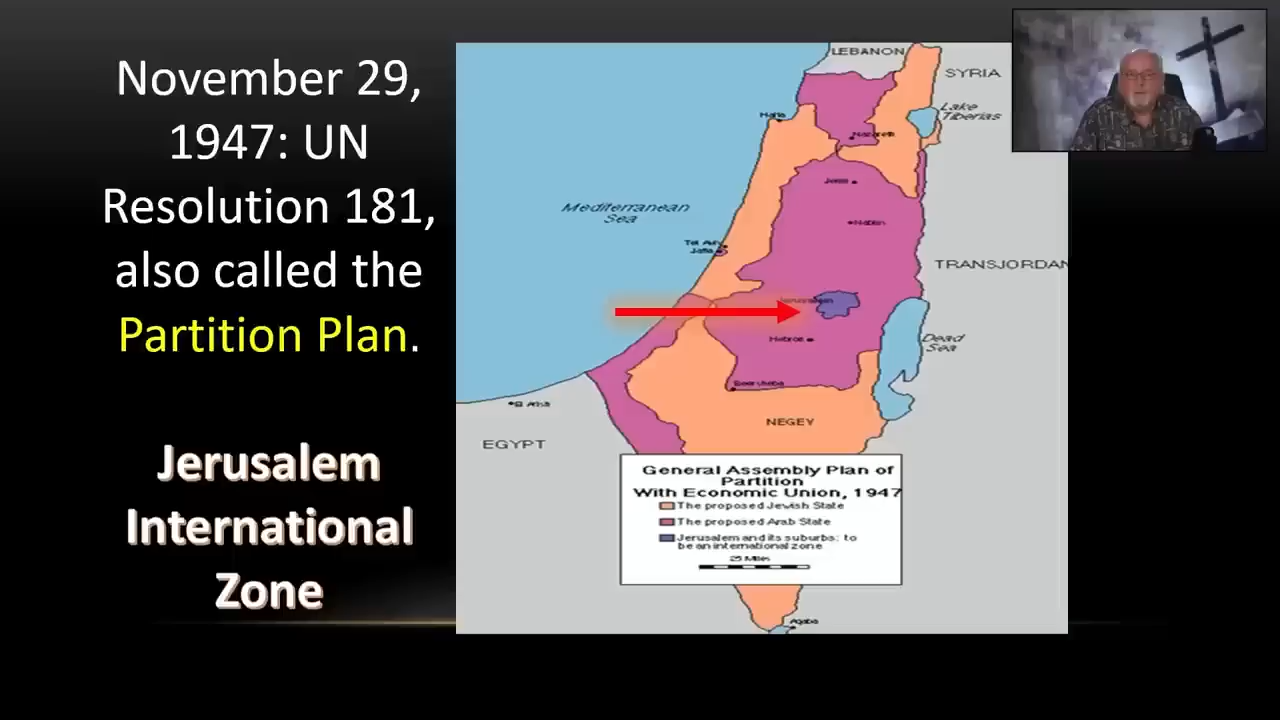 November 29,
1947: UN
Resolution 181,
also called the
Partition Plan.
Jerusalem
International
Zone
LEBANON
SYRIA
Lake
Tiberias
Haifa
Nazareth
Jenin
Mediterranean
Sea
Nablus
Tel Aviv
Jaffa
TRANSJORDAN
Jerusalem
Dead
Sea
Hebron
Beersheba
El Arish
NEGEV
EGYPT
General Assembly Plan of
Partition
With Economic Union, 1947
The proposed Jewish State
The proposed Arab State
Jerusalem and its suburbs: to
be an international zone
25 Miles
Aqaba